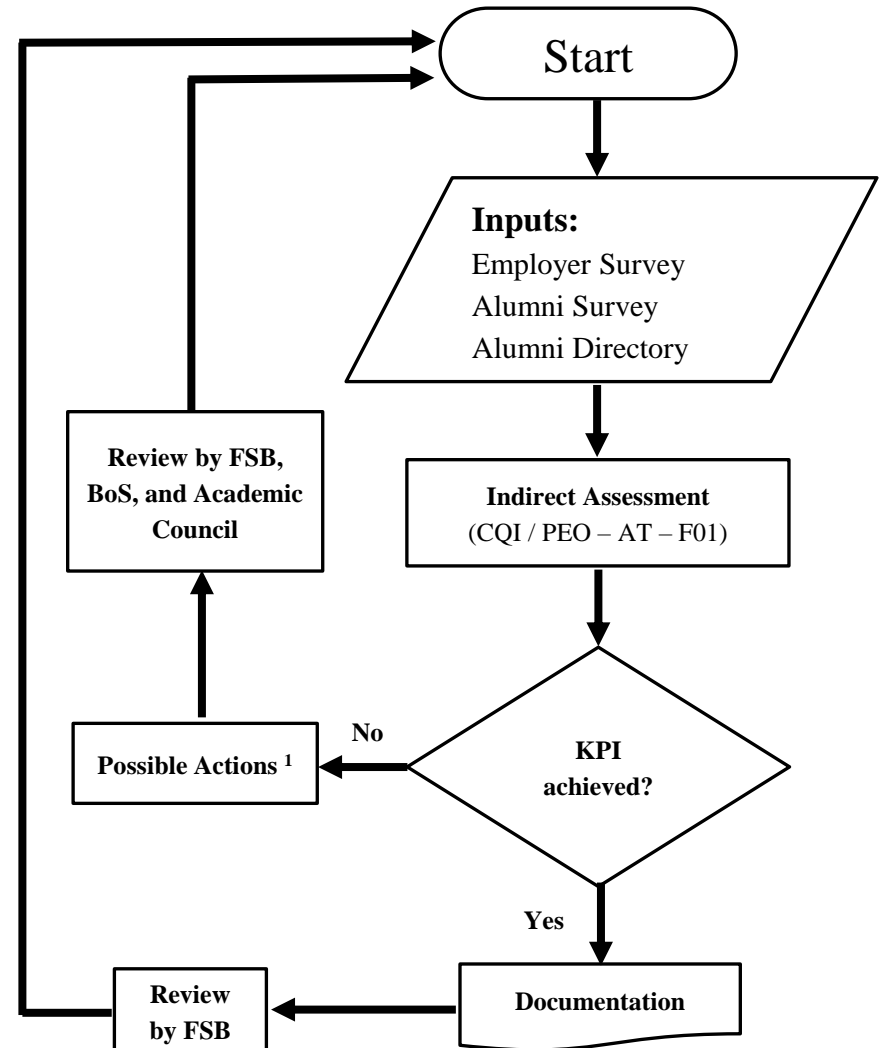 Start
Inputs:
Employer Survey
Alumni Survey
Alumni Directory
Review by FSB,
BoS, and Academic
Council
Indirect Assessment
(CQI / PEO – AT – F01)
No
Possible Actions ¹
KPI
achieved?
Yes
Review
by FSB
Documentation